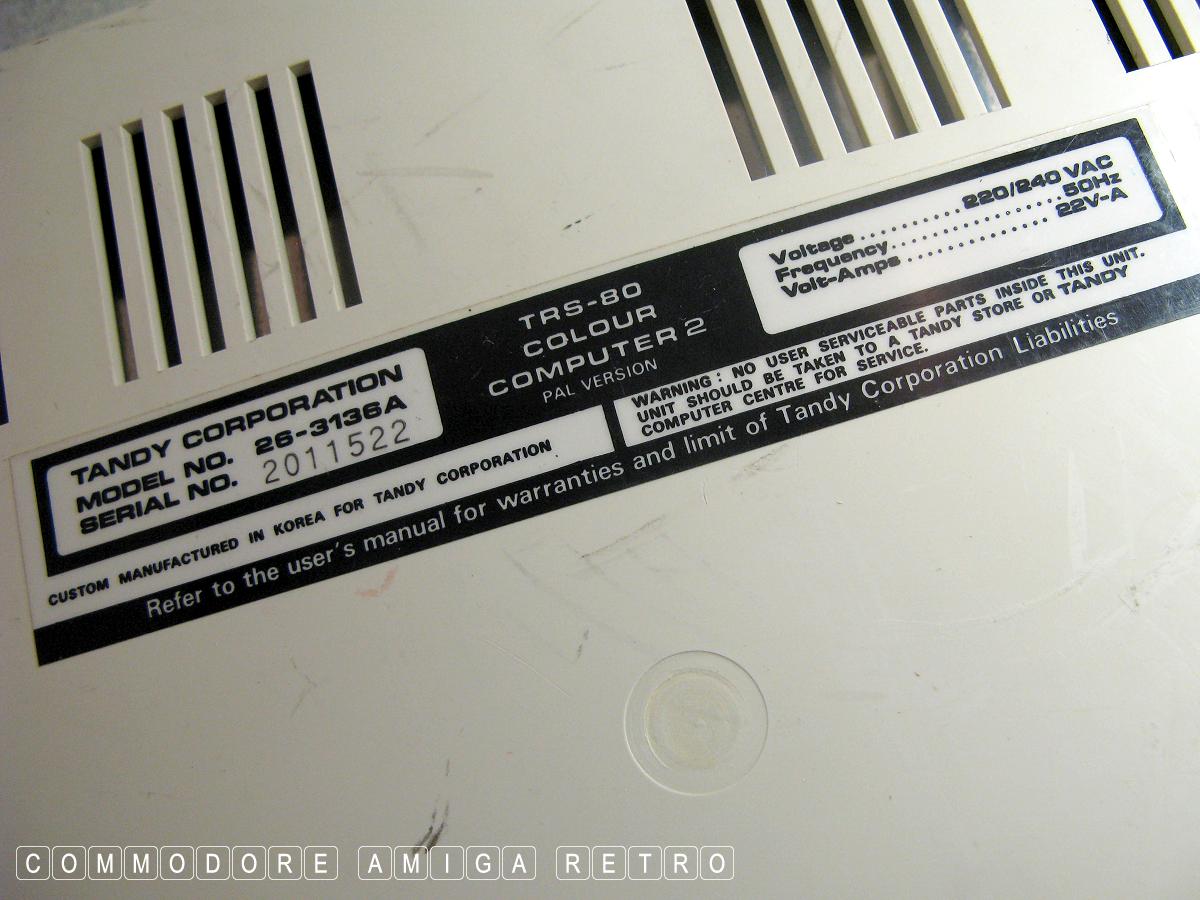 TRS-80
COLOUR
COMPUTER 2
PAL VERSION
Voltage..........220/240 VAC
Frequency.................50Hz
Volt-Amps...............22V-A
TANDY CORPORATION
MODEL NO. 26-3136A
SERIAL NO. 2011522
WARNING: NO USER SERVICEABLE PARTS INSIDE THIS UNIT.
UNIT SHOULD BE TAKEN TO A TANDY STORE OR TANDY
COMPUTER CENTRE FOR SERVICE.
CUSTOM MANUFACTURED IN KOREA FOR TANDY CORPORATION
Refer to the user's manual for warranties and limit of Tandy Corporation Liabilities
COMMODORE AMIGA RETRO